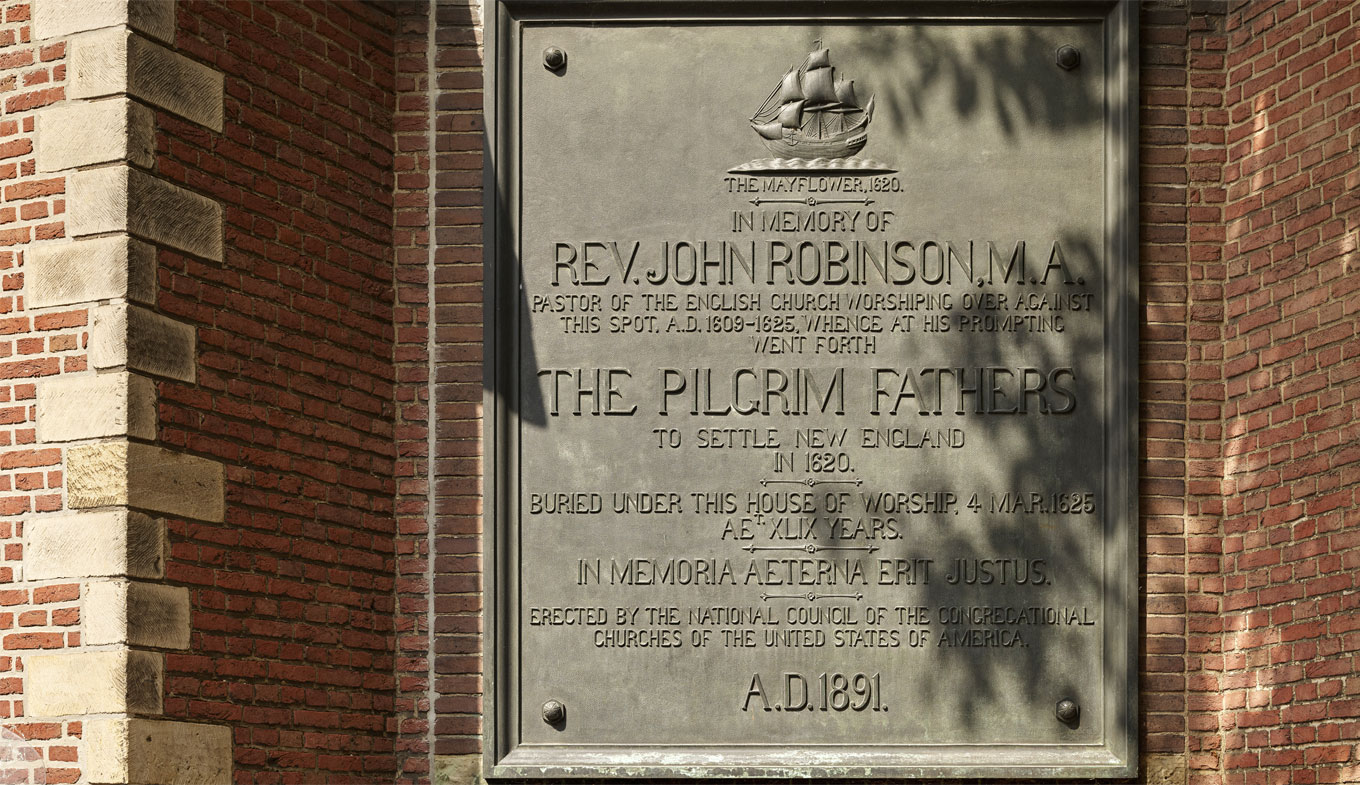 THE MAYFLOWER, 1620.
IN MEMORY OF
REV. JOHN ROBINSON, M.A.
PASTOR OF THE ENGLISH CHURCH WORSHIPING OVER AGAINST
THIS SPOT, A.D. 1609-1625, WHENCE AT HIS PROMPTING
WENT FORTH
THE PILGRIM FATHERS
TO SETTLE NEW ENGLAND
IN 1620.
BURIED UNDER THIS HOUSE OF WORSHIP, 4 MAR. 1625
AET. XLIX YEARS.
IN MEMORIA AETERNA ERIT JUSTUS.
ERECTED BY THE NATIONAL COUNCIL OF THE CONGREGATIONAL
CHURCHES OF THE UNITED STATES OF AMERICA.
A.D. 1891.